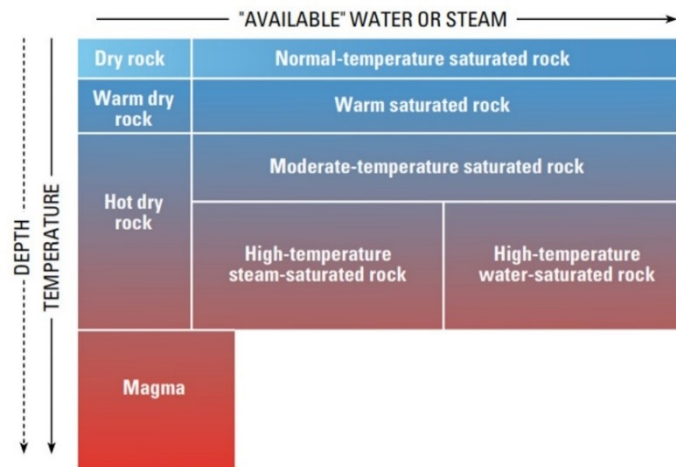 "AVAILABLE" WATER OR STEAM
DEPTH
TEMPERATURE
Dry rock
Normal-temperature saturated rock
Warm dry
rock
Warm saturated rock
Hot dry
rock
Moderate-temperature saturated rock
High-temperature
steam-saturated rock
High-temperature
water-saturated rock
Magma